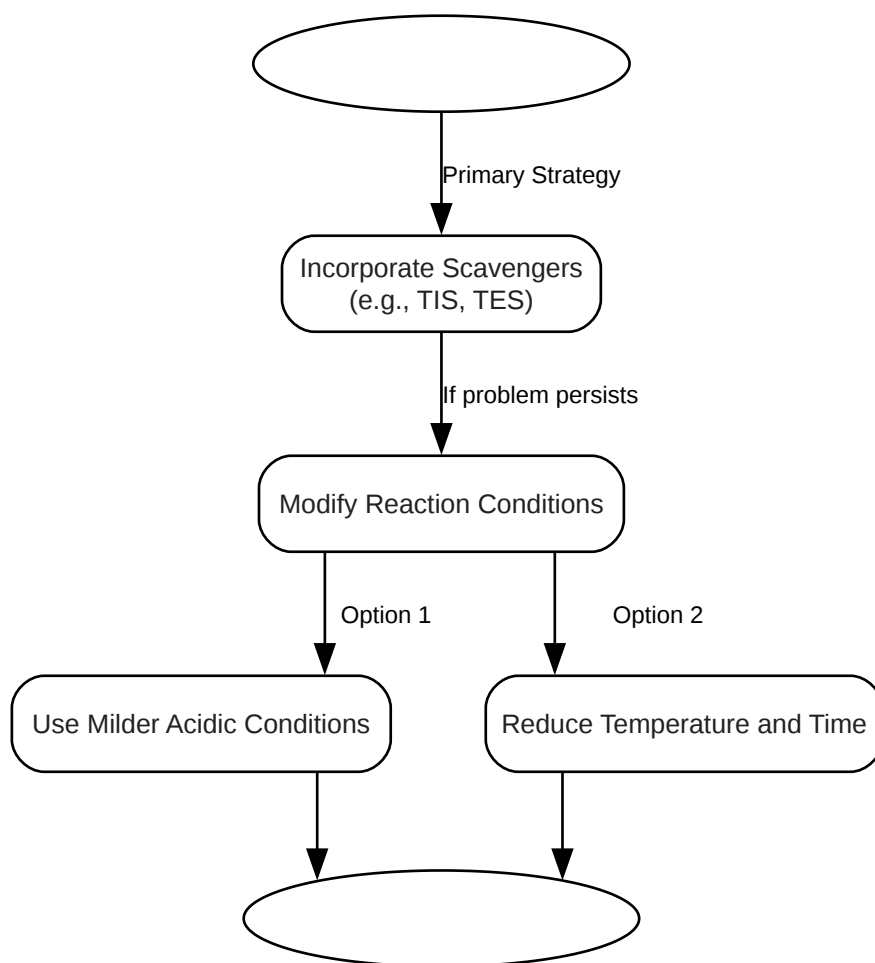 Primary Strategy
Incorporate Scavengers
(e.g., TIS, TES)
If problem persists
Modify Reaction Conditions
Option 1
Option 2
Use Milder Acidic Conditions
Reduce Temperature and Time